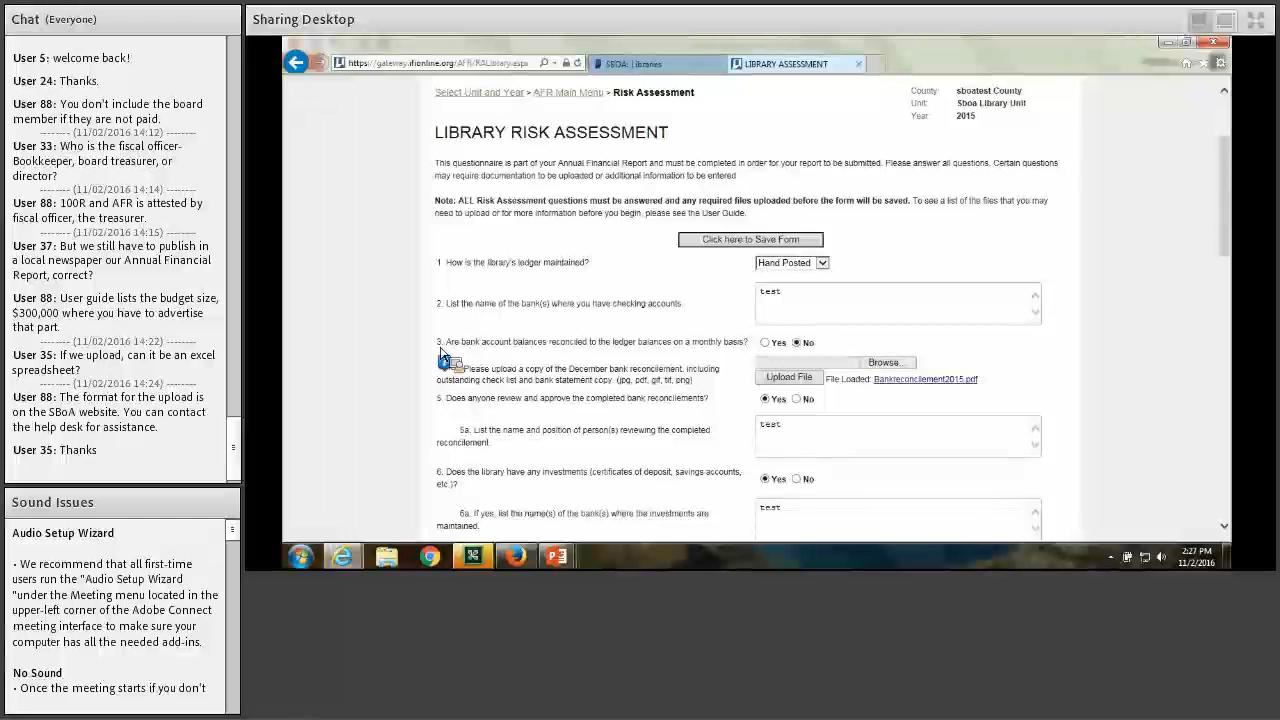 Chat (Everyone)
User 5: welcome back!
User 24: Thanks.
User 88: You don't include the board
member if they are not paid.
-------- (11/02/2016 14:12) --------
User 33: Who is the fiscal officer-
Bookkeeper, board treasurer, or
director?
-------- (11/02/2016 14:14) --------
User 88: 100R and AFR is attested by
fiscal officer, the treasurer.
-------- (11/02/2016 14:15) --------
User 37: But we still have to publish in
a local newspaper our Annual Financial
Report, correct?
User 88: User guide lists the budget size,
$300,000 where you have to advertise
that part.
-------- (11/02/2016 14:22) --------
User 35: If we upload, can it be an excel
spreadsheet?
-------- (11/02/2016 14:24) --------
User 88: The format for the upload is
on the SBoA website. You can contact
the help desk for assistance.
User 35: Thanks
Sound Issues
Audio Setup Wizard
• We recommend that all first-time
users run the "Audio Setup Wizard
"under the Meeting menu located in the
upper-left corner of the Adobe Connect
meeting interface to make sure your
computer has all the needed add-ins.
No Sound
• Once the meeting starts if you don't
Sharing Desktop
https://gateway.ifionline.org/AFR/RALibrary.aspx
SBOA: Libraries
LIBRARY ASSESSMENT
Select Unit and Year > AFR Main Menu > Risk Assessment
County: sboatest County
Unit: Sboa Library Unit
Year 2015
LIBRARY RISK ASSESSMENT
This questionnaire is part of your Annual Financial Report and must be completed in order for your report to be submitted. Please answer all questions. Certain questions
may require documentation to be uploaded or additional information to be entered
Note: ALL Risk Assessment questions must be answered and any required files uploaded before the form will be saved. To see a list of the files that you may
need to upload or for more information before you begin, please see the User Guide.
Click here to Save Form
1 How is the library's ledger maintained?
Hand Posted
2. List the name of the bank(s) where you have checking accounts.
test
3. Are bank account balances reconciled to the ledger balances on a monthly basis?
Yes No
Please upload a copy of the December bank reconcilement, including
outstanding check list and bank statement copy. (jpg, pdf, gif, tif, png)
Browse...
Upload File File Loaded: Bankreconcilement2015.pdf
5. Does anyone review and approve the completed bank reconcilements?
Yes No
5a. List the name and position of person(s) reviewing the completed
reconcilement.
test
6. Does the library have any investments (certificates of deposit, savings accounts,
etc.)?
Yes No
6a. If yes, list the name(s) of the bank(s) where the investments are
maintained.
test
2:27 PM
11/2/2016